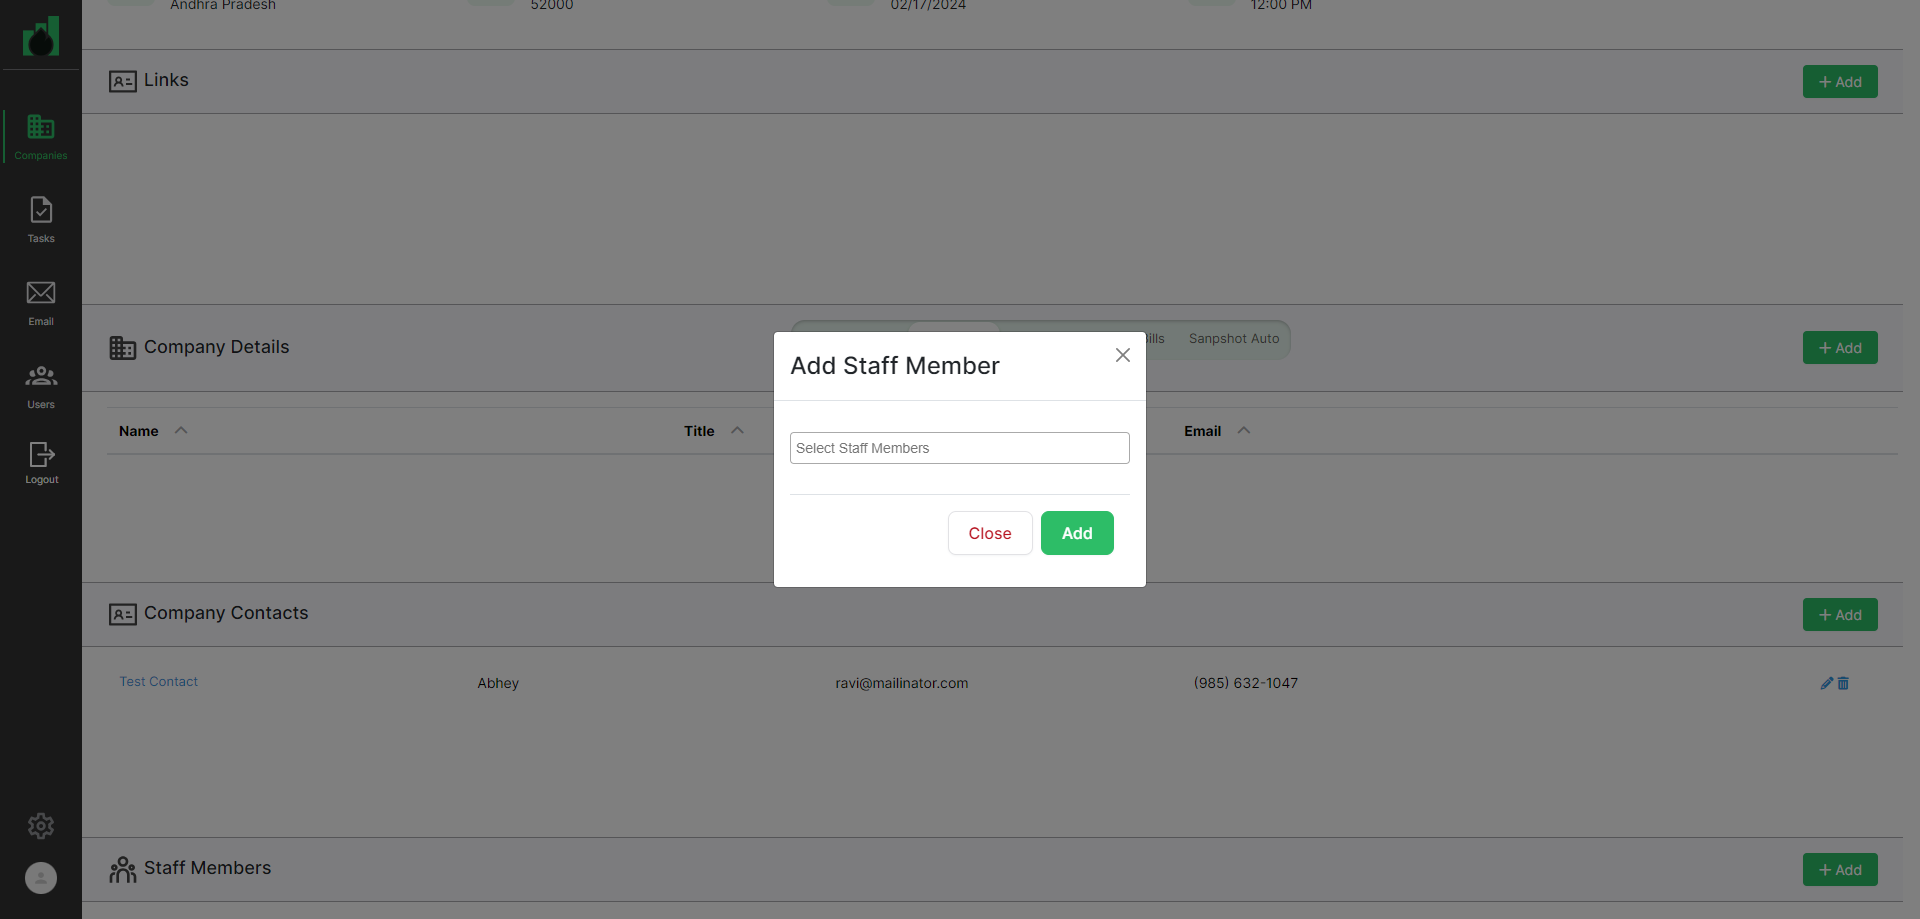 Andhra Pradesh 52000 02/17/2024 12:00 PM
Links
+ Add
Companies
Tasks
Email
Users
Logout
Company Details
Sanpshot Auto
+ Add
Name Title Email
Add Staff Member
Select Staff Members
Close Add
Company Contacts
+ Add
Test Contact Abhey ravi@mailinator.com (985) 632-1047
Staff Members
+ Add